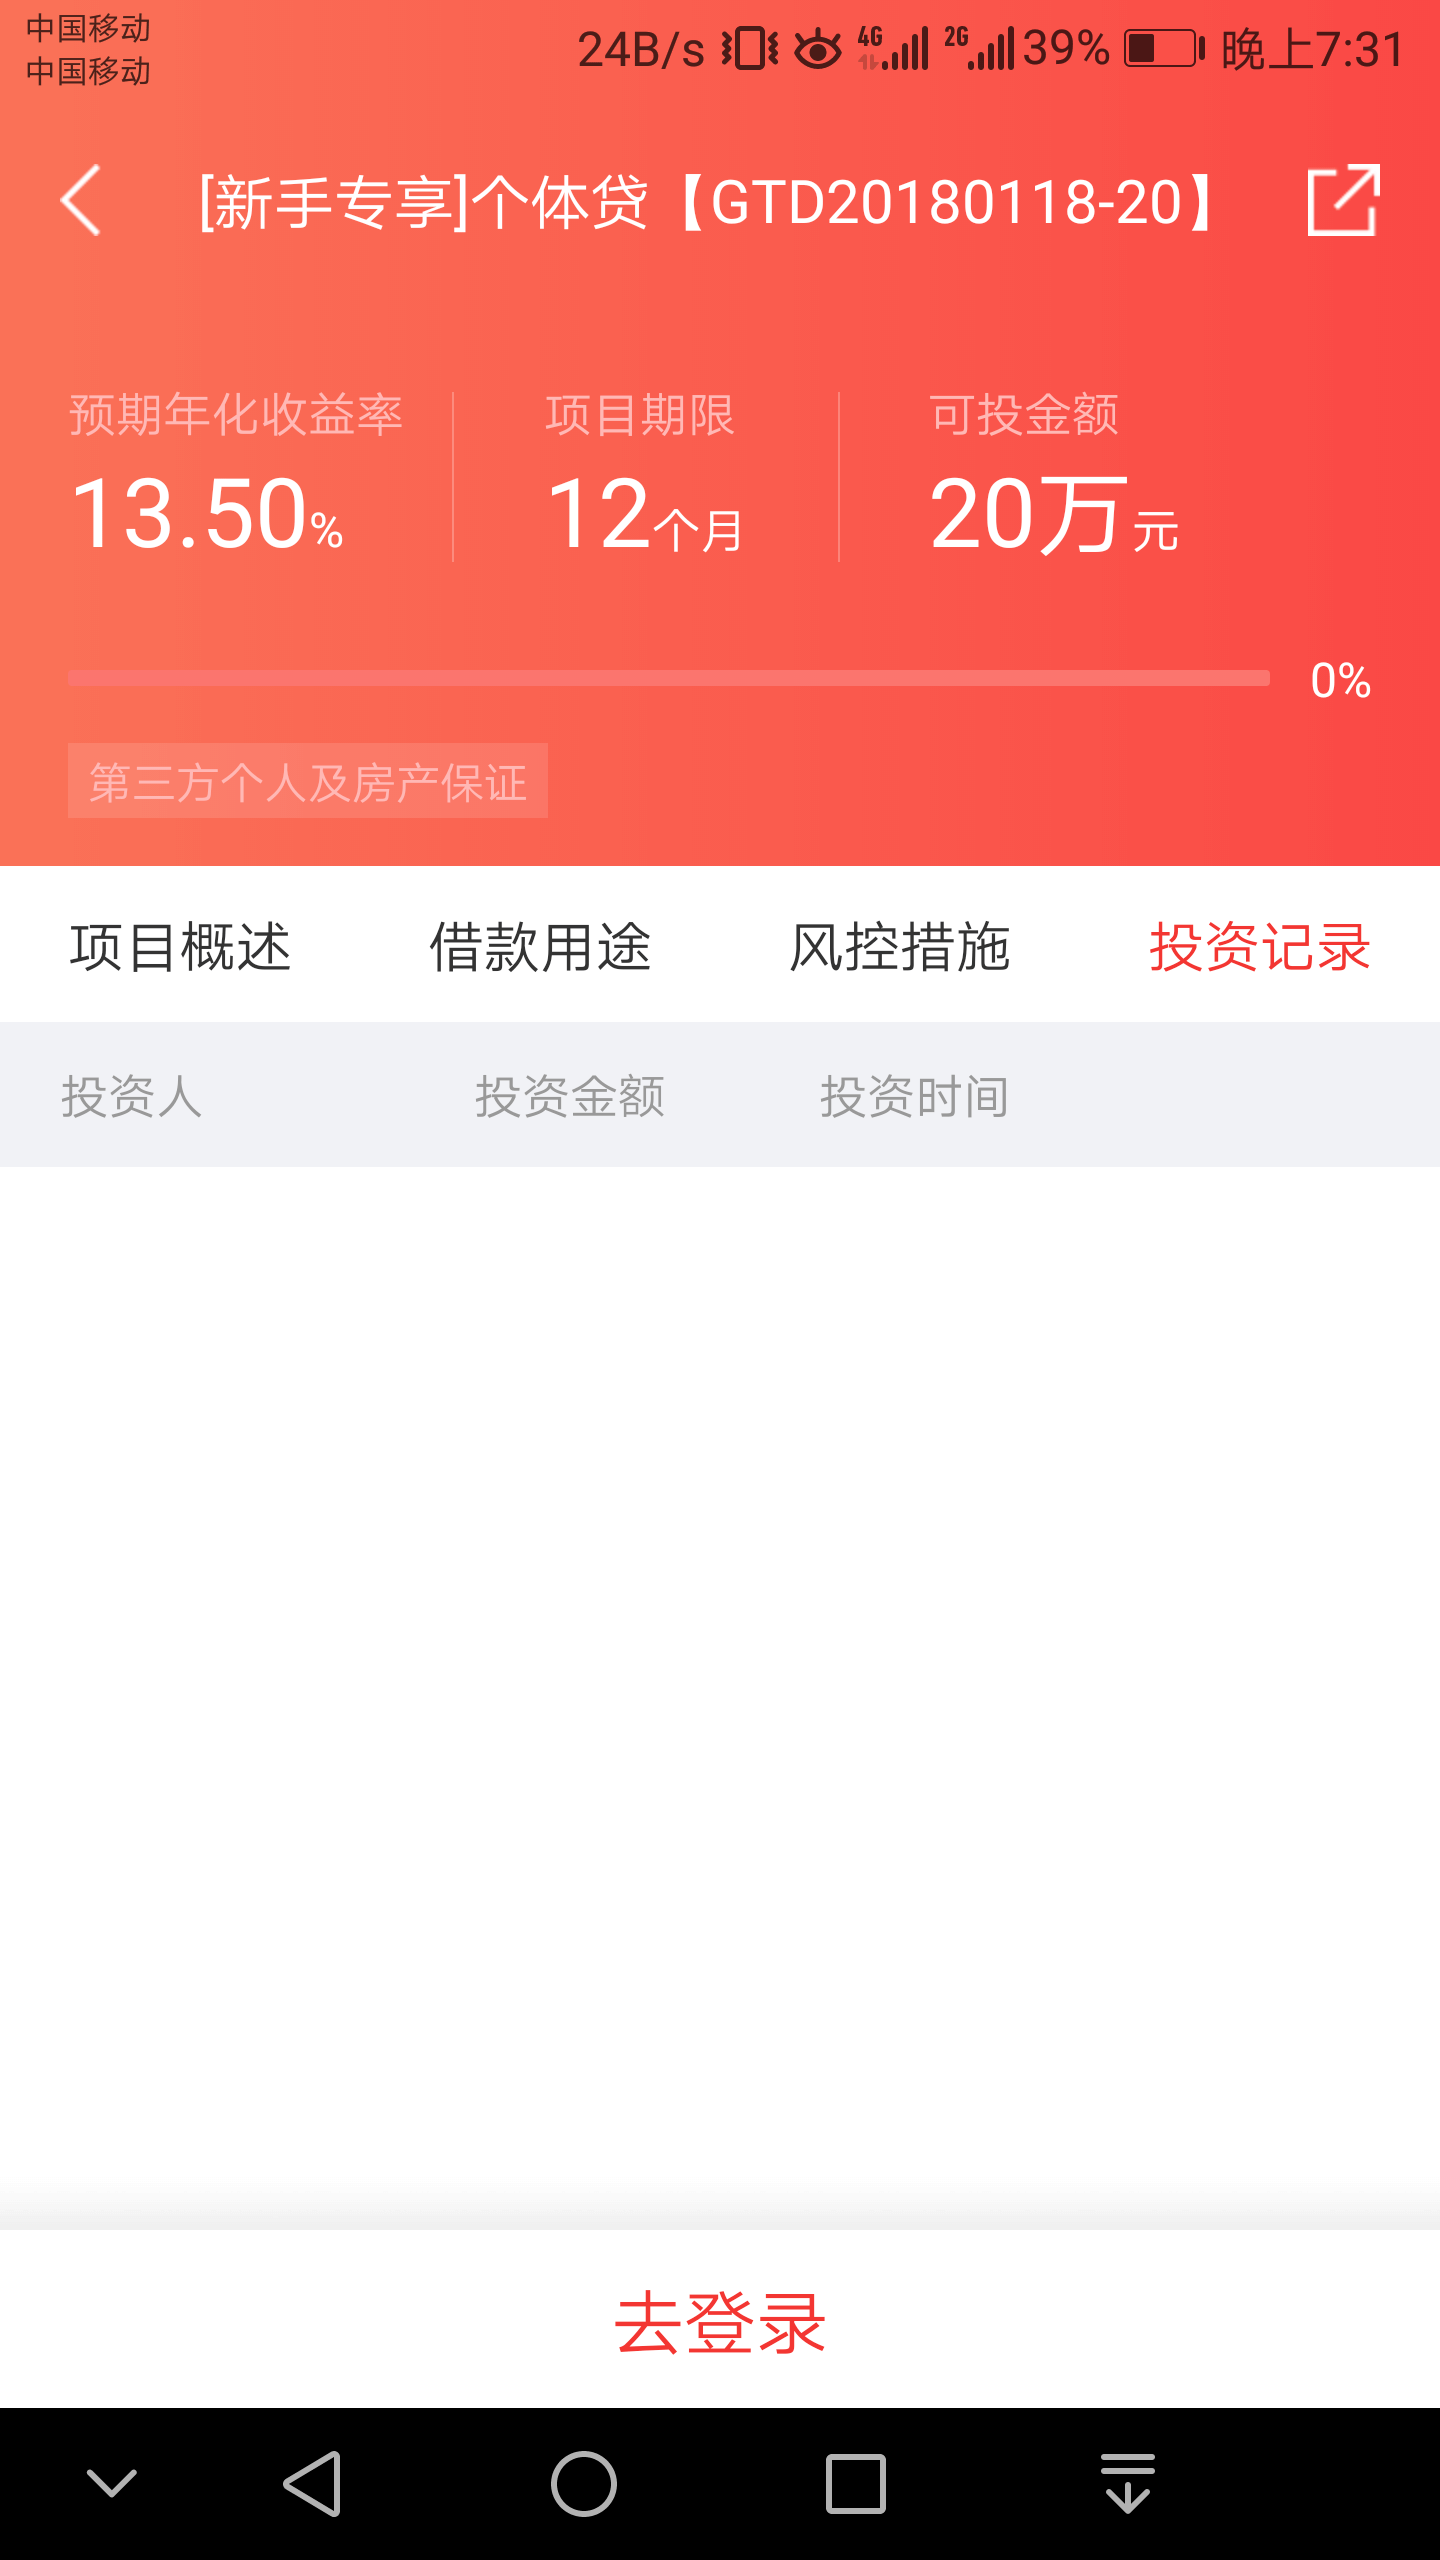 中国移动
中国移动
24B/s 4G 2G 39% 晚上7:31
[新手专享]个体贷【GTD20180118-20】
预期年化收益率 项目期限 可投金额
13.50% 12个月 20万元
0%
第三方个人及房产保证
项目概述 借款用途 风控措施 投资记录
投资人 投资金额 投资时间
去登录